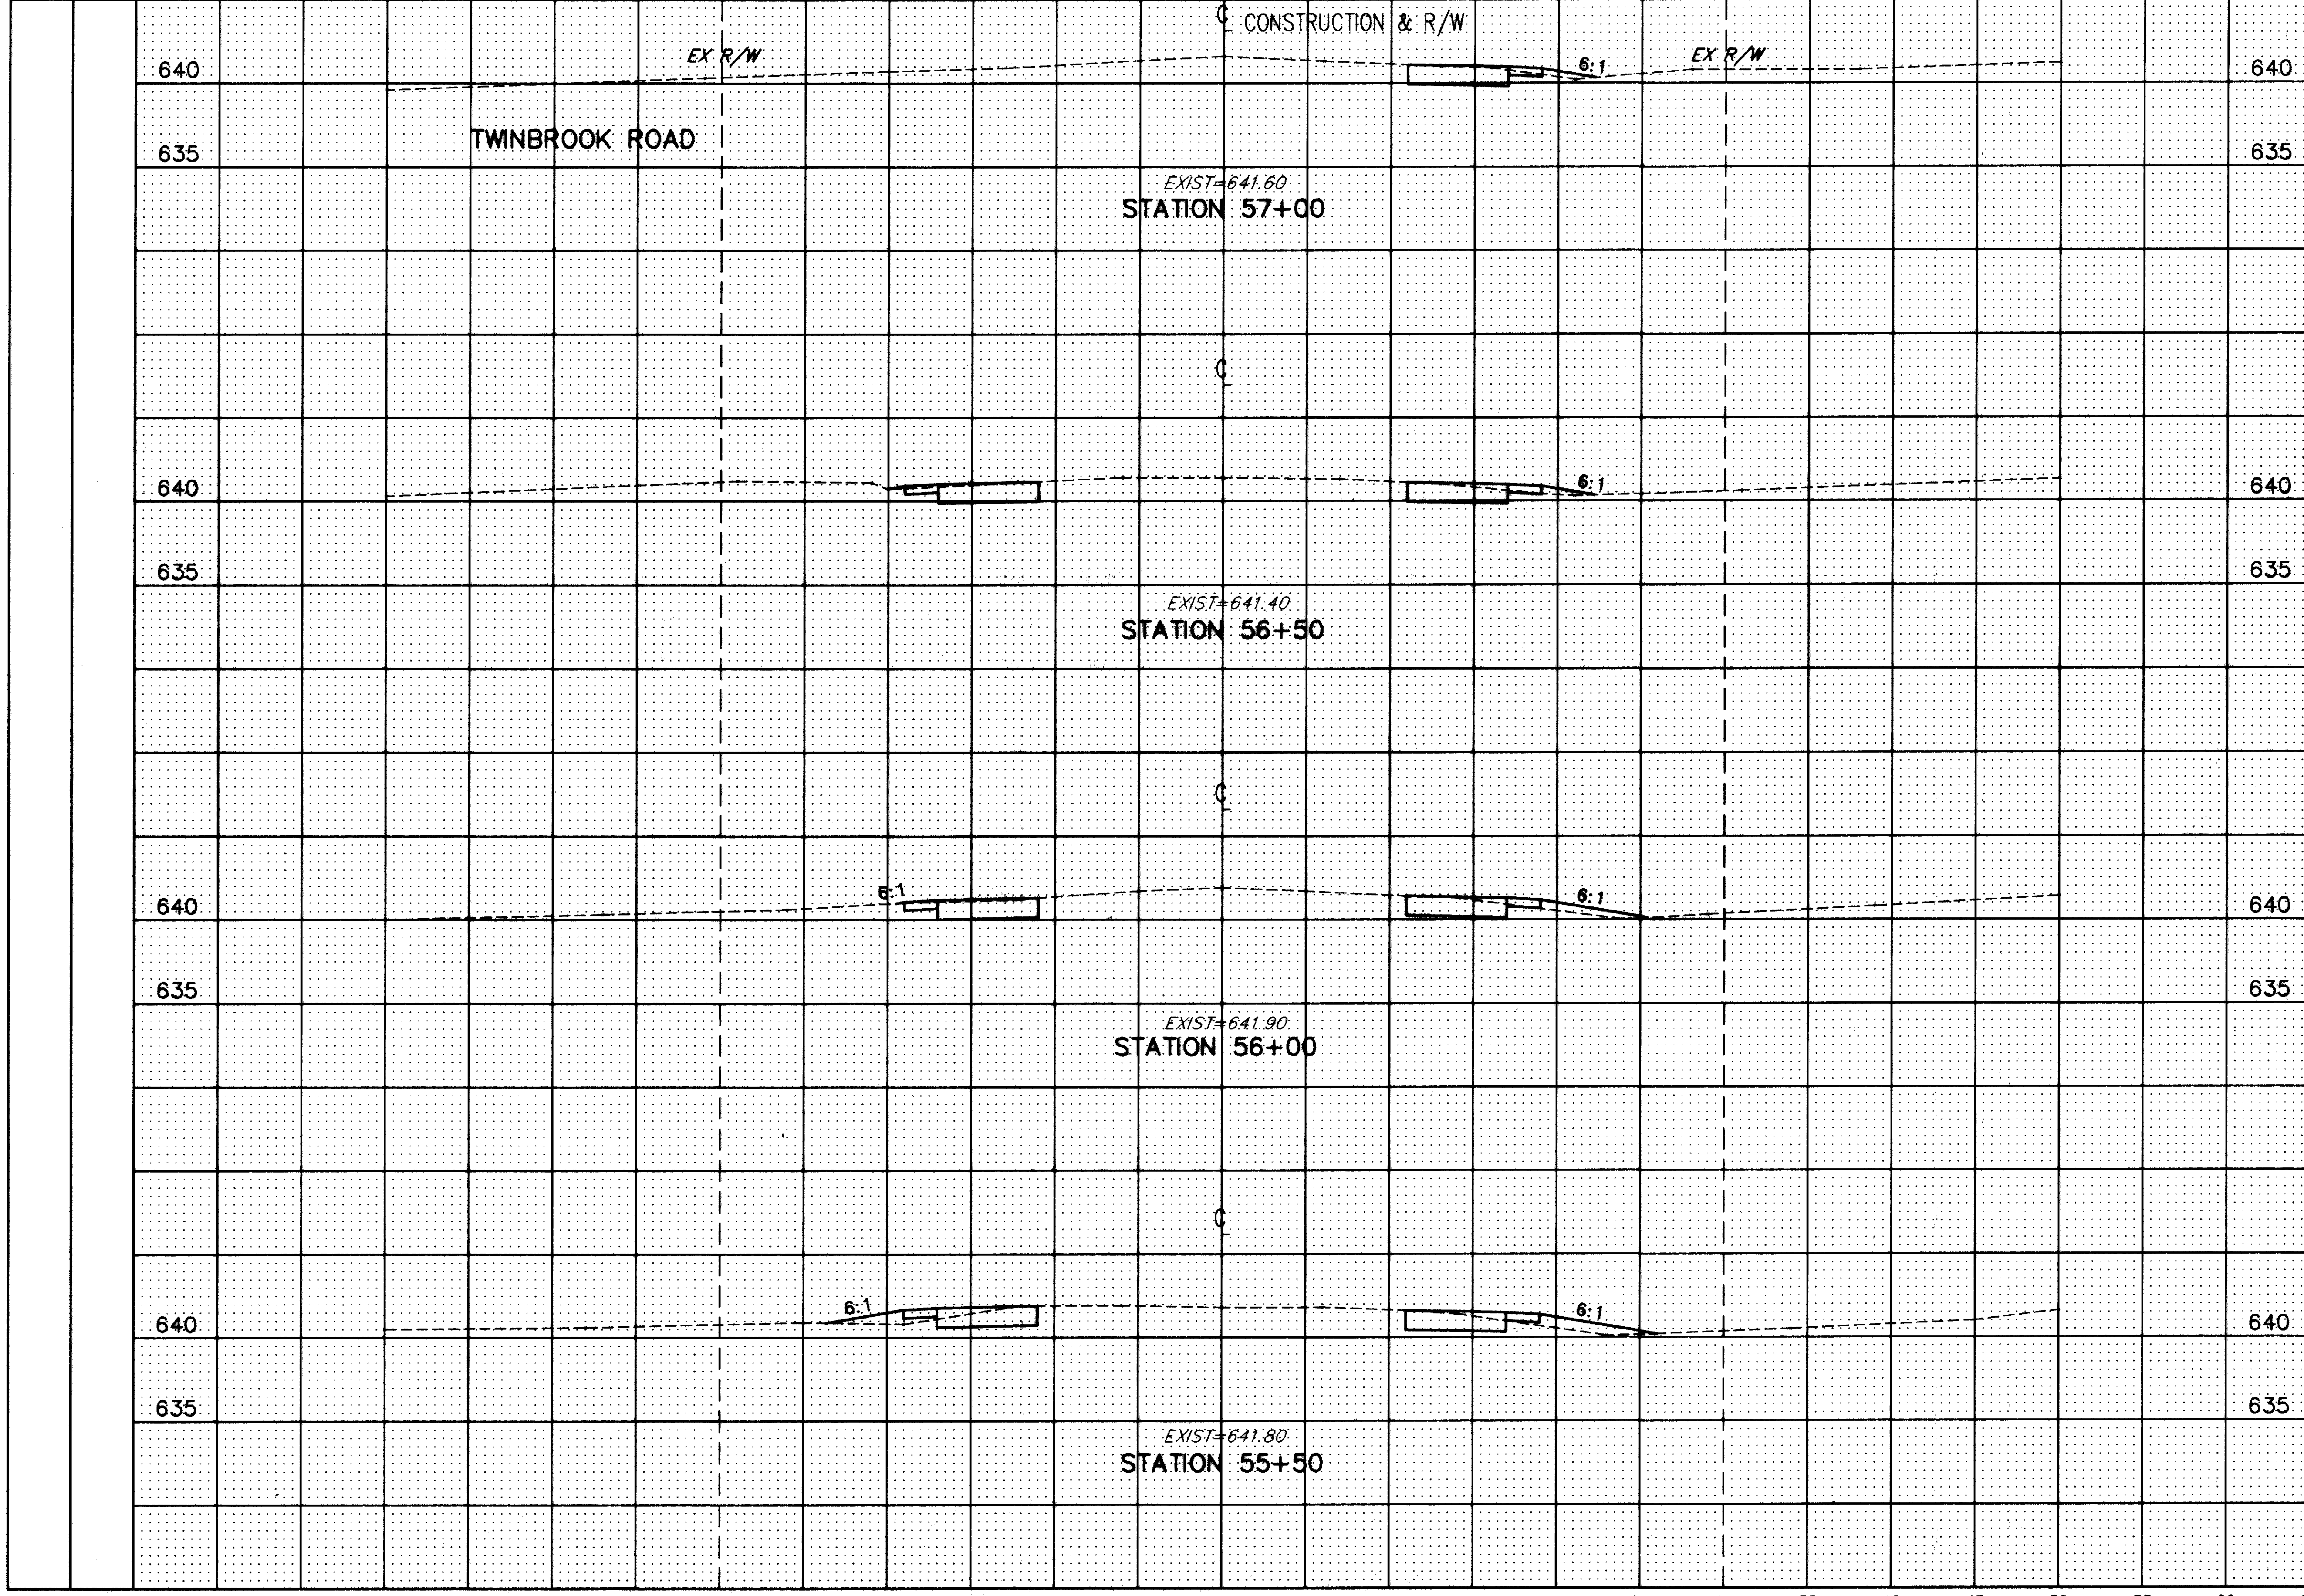 ℄ CONSTRUCTION & R/W
EX R/W
EX R/W
640
6:1
640
TWINBROOK ROAD
635
635
EXIST=641.60
STATION 57+00
℄
640
6:1
640
635
635
EXIST=641.40
STATION 56+50
℄
640
6:1
6:1
640
635
635
EXIST=641.90
STATION 56+00
℄
640
6:1
6:1
640
635
635
EXIST=641.80
STATION 55+50